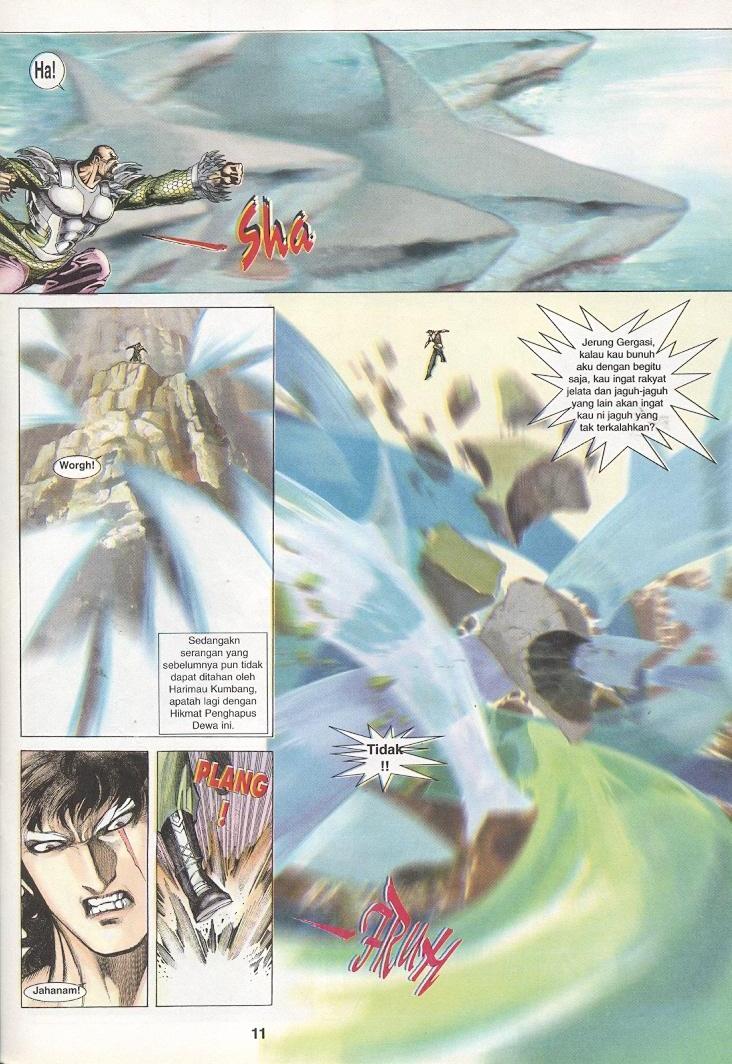 Ha!
Sha
Worgh!
Sedangakn
serangan yang
sebelumnya pun tidak
dapat ditahan oleh
Harimau Kumbang,
apatah lagi dengan
Hikmat Penghapus
Dewa ini.
Jerung Gergasi,
kalau kau bunuh
aku dengan begitu
saja, kau ingat rakyat
jelata dan jaguh-jaguh
yang lain akan ingat
kau ni jaguh yang
tak terkalahkan?
Tidak
!!
Jahanam!
PLANG
!
11